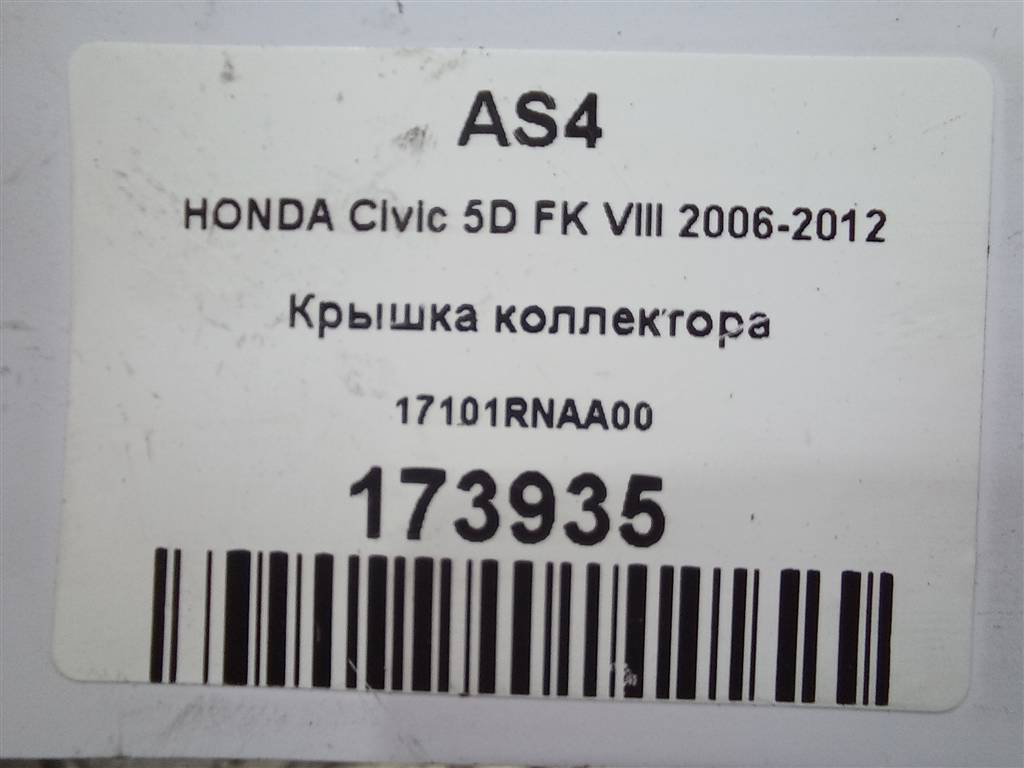 AS4
HONDA Civic 5D FK VIII 2006-2012
Крышка коллектора
17101RNAA00
173935